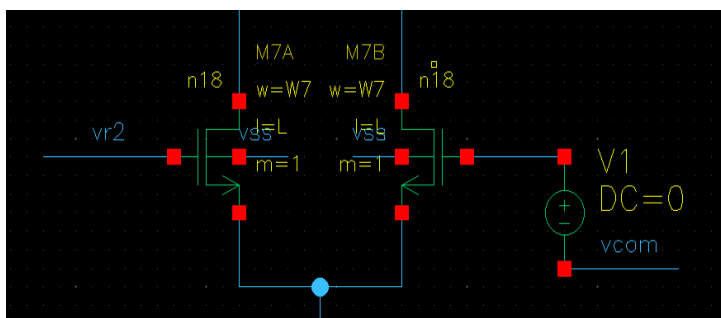 M7A
M7B
n18
w=W7
w=W7
n18
l=L
l=L
vr2
vss
vss
m=1
m=1
V1
DC=0
vcom